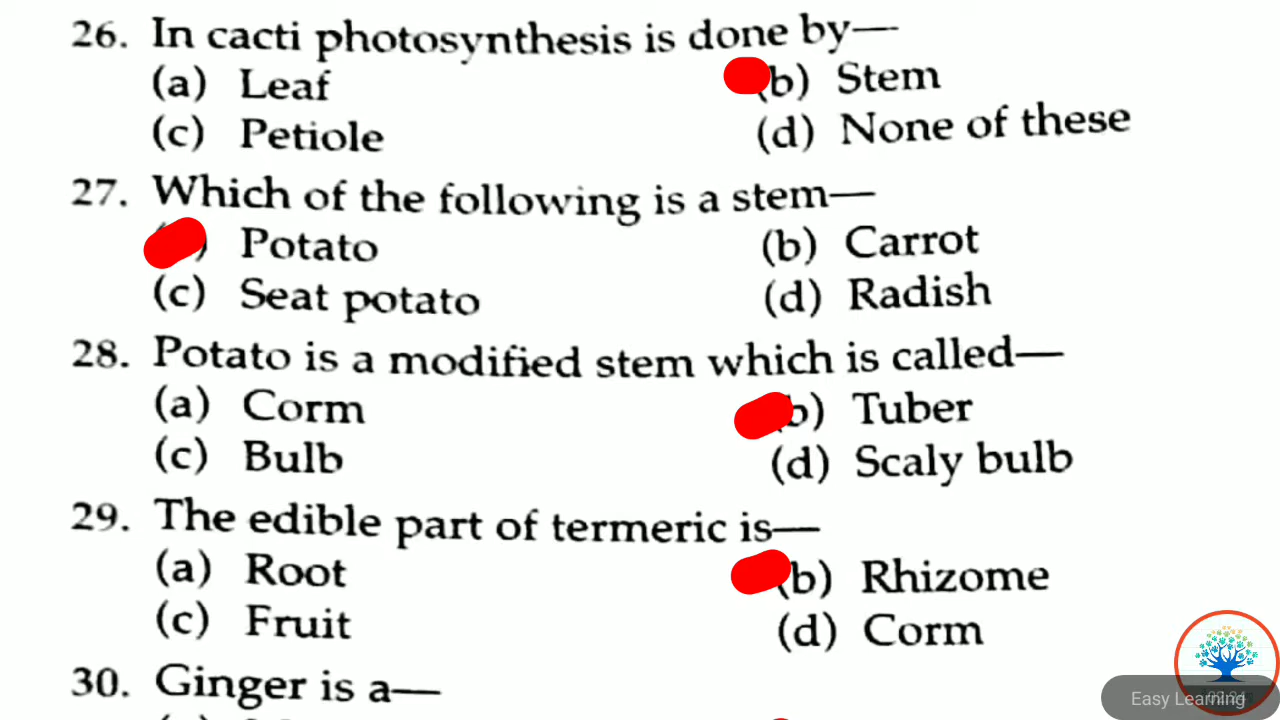 26. In cacti photosynthesis is done by—
(a) Leaf (b) Stem
(c) Petiole (d) None of these
27. Which of the following is a stem—
) Potato (b) Carrot
(c) Seat potato (d) Radish
28. Potato is a modified stem which is called—
(a) Corm b) Tuber
(c) Bulb (d) Scaly bulb
29. The edible part of termeric is—
(a) Root (b) Rhizome
(c) Fruit (d) Corm
30. Ginger is a—
Easy Learning